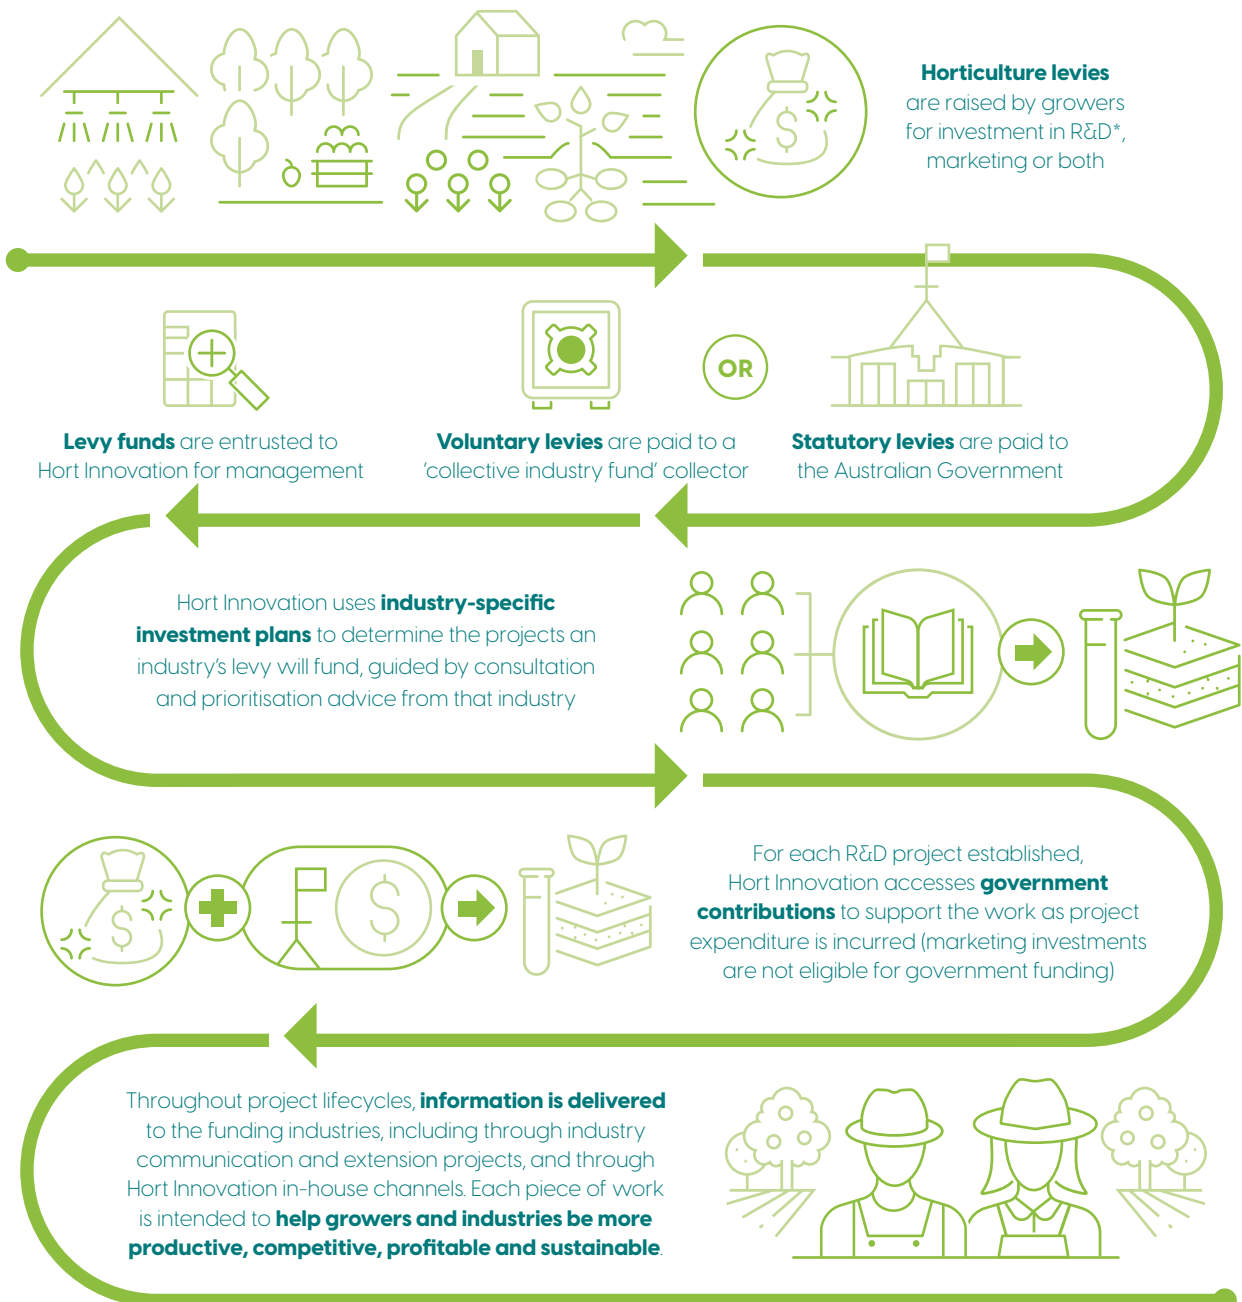 Horticulture levies
are raised by growers
for investment in R&D*,
marketing or both
OR
Statutory levies are paid to
the Australian Government
Voluntary levies are paid to a
‘collective industry fund’ collector
Levy funds are entrusted to
Hort Innovation for management
Hort Innovation uses industry-specific
investment plans to determine the projects an
industry’s levy will fund, guided by consultation
and prioritisation advice from that industry
For each R&D project established,
Hort Innovation accesses government
contributions to support the work as project
expenditure is incurred (marketing investments
are not eligible for government funding)
Throughout project lifecycles, information is delivered
to the funding industries, including through industry
communication and extension projects, and through
Hort Innovation in-house channels. Each piece of work
is intended to help growers and industries be more
productive, competitive, profitable and sustainable.